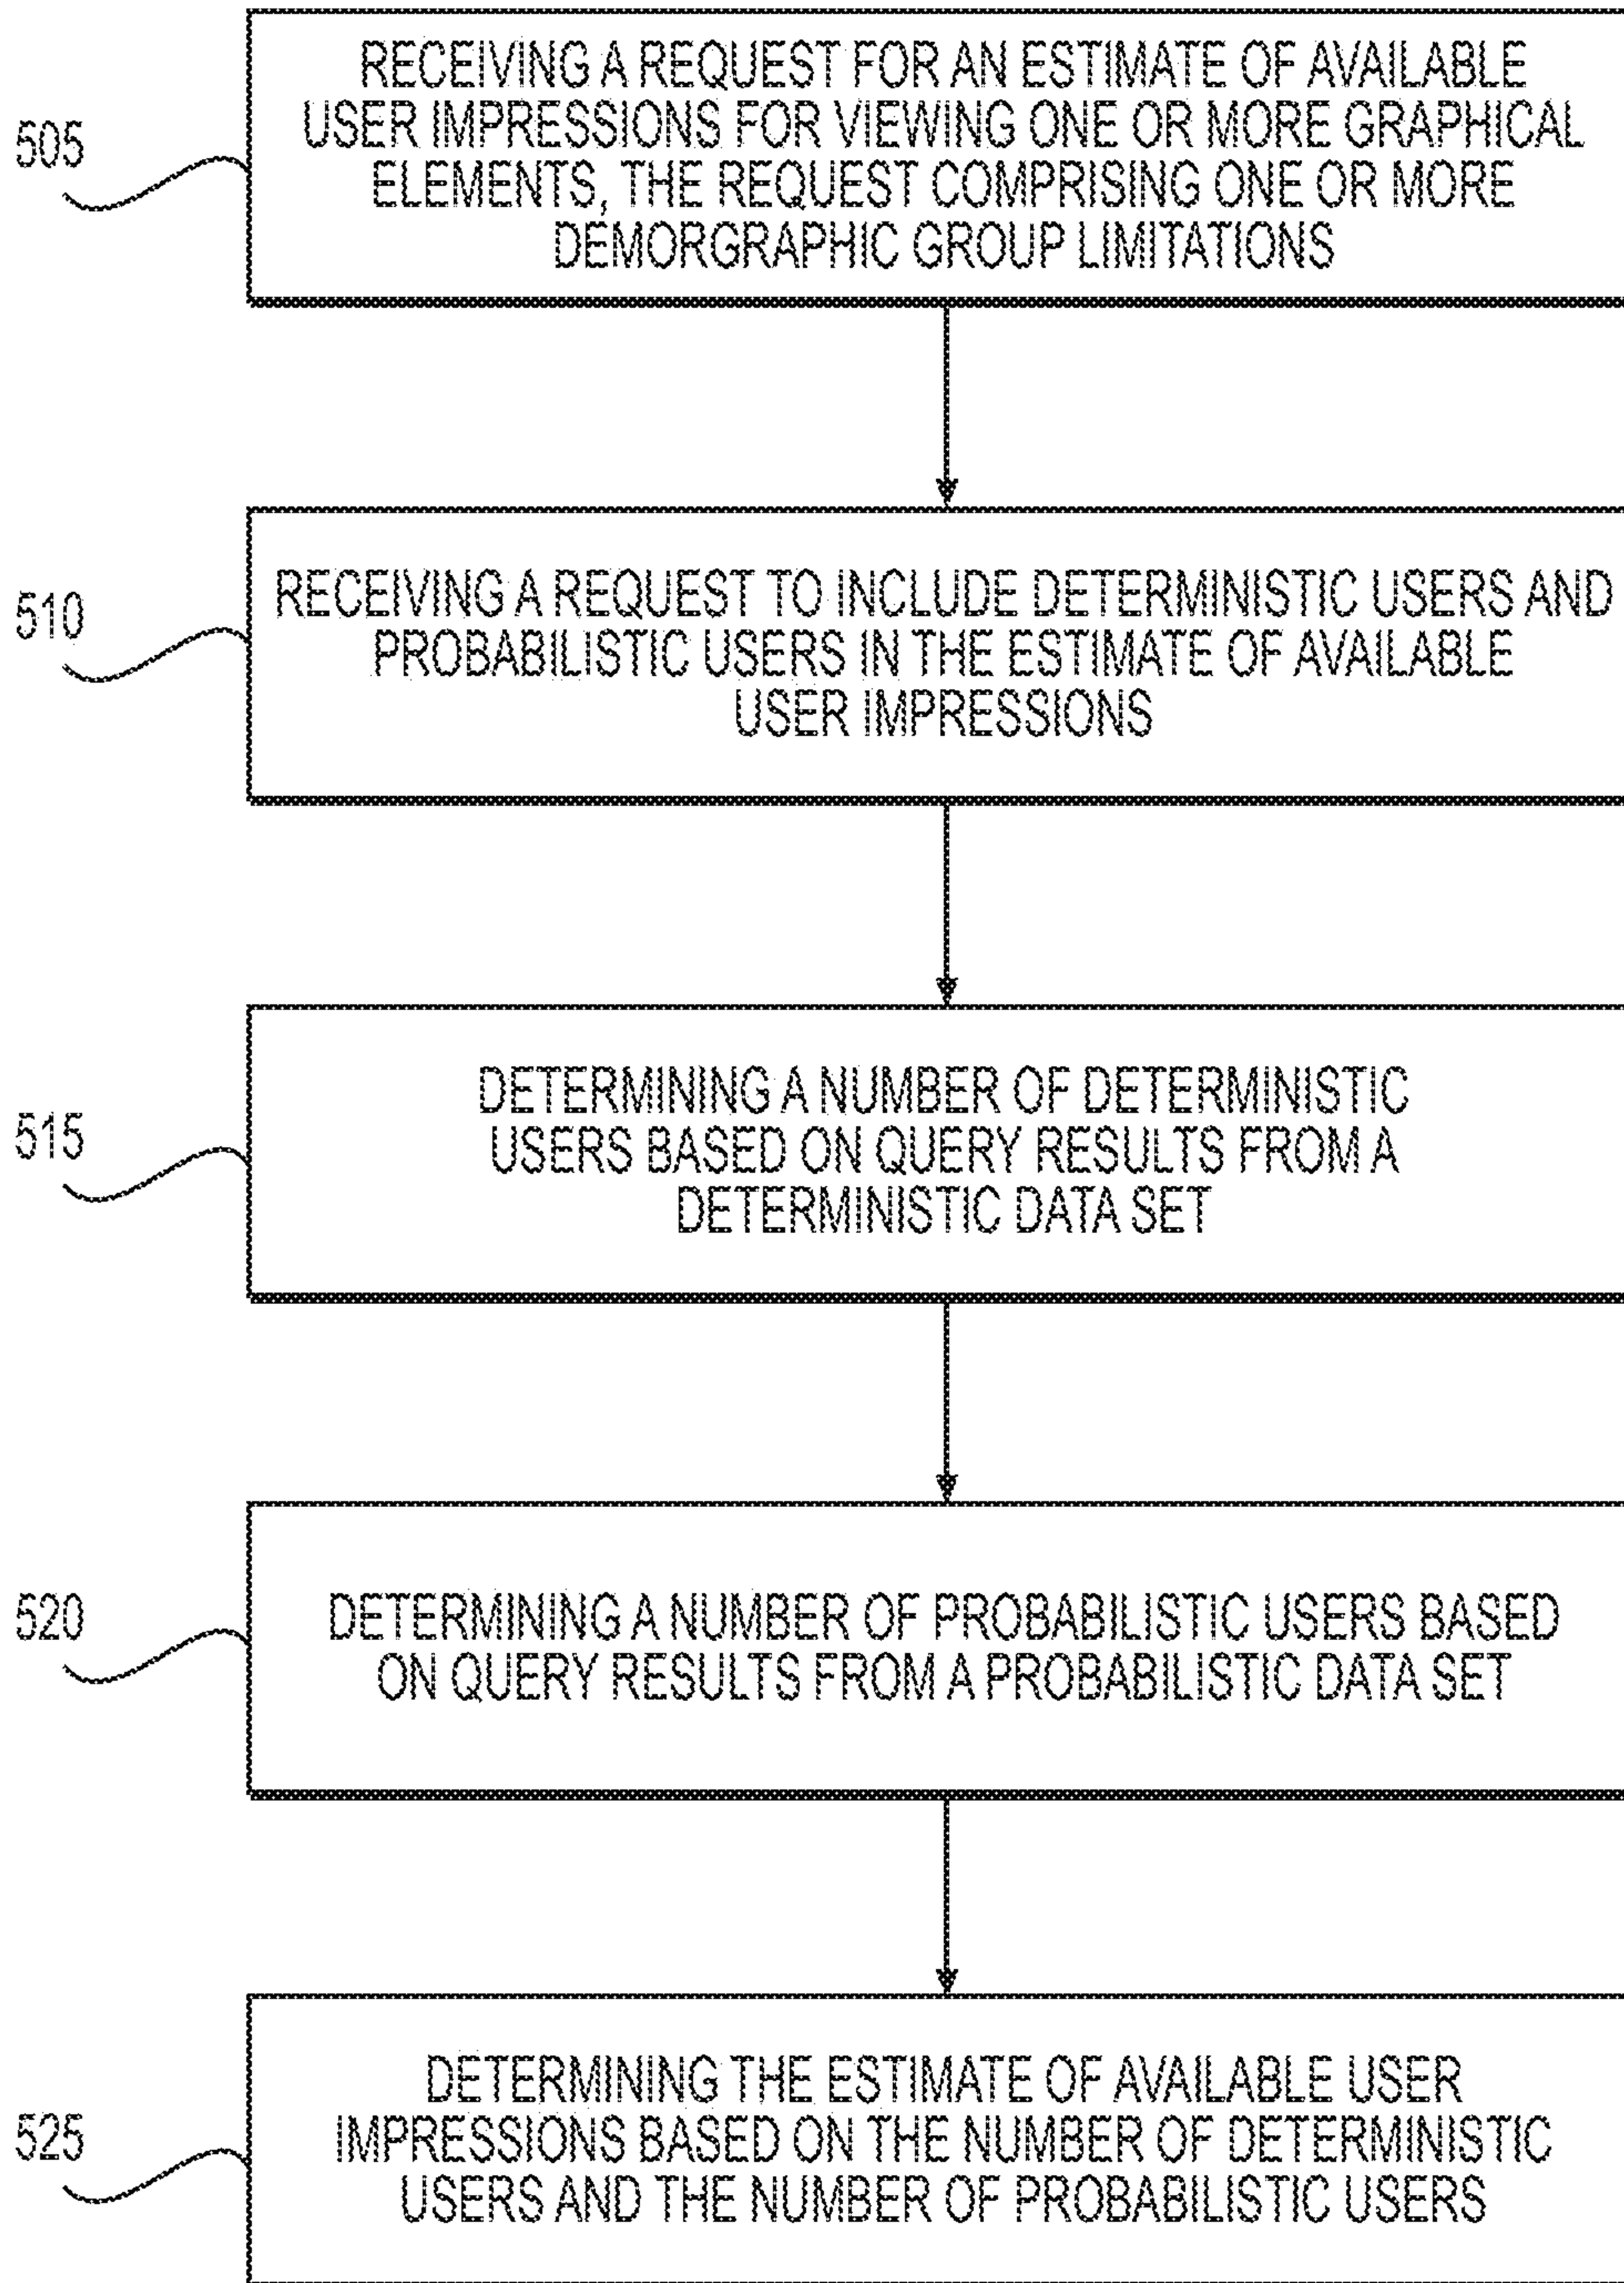 505
RECEIVING A REQUEST FOR AN ESTIMATE OF AVAILABLE
USER IMPRESSIONS FOR VIEWING ONE OR MORE GRAPHICAL
ELEMENTS, THE REQUEST COMPRISING ONE OR MORE
DEMORGRAPHIC GROUP LIMITATIONS
510
RECEIVING A REQUEST TO INCLUDE DETERMINISTIC USERS AND
PROBABILISTIC USERS IN THE ESTIMATE OF AVAILABLE
USER IMPRESSIONS
515
DETERMINING A NUMBER OF DETERMINISTIC
USERS BASED ON QUERY RESULTS FROM A
DETERMINISTIC DATA SET
520
DETERMINING A NUMBER OF PROBABILISTIC USERS BASED
ON QUERY RESULTS FROM A PROBABILISTIC DATA SET
525
DETERMINING THE ESTIMATE OF AVAILABLE USER
IMPRESSIONS BASED ON THE NUMBER OF DETERMINISTIC
USERS AND THE NUMBER OF PROBABILISTIC USERS